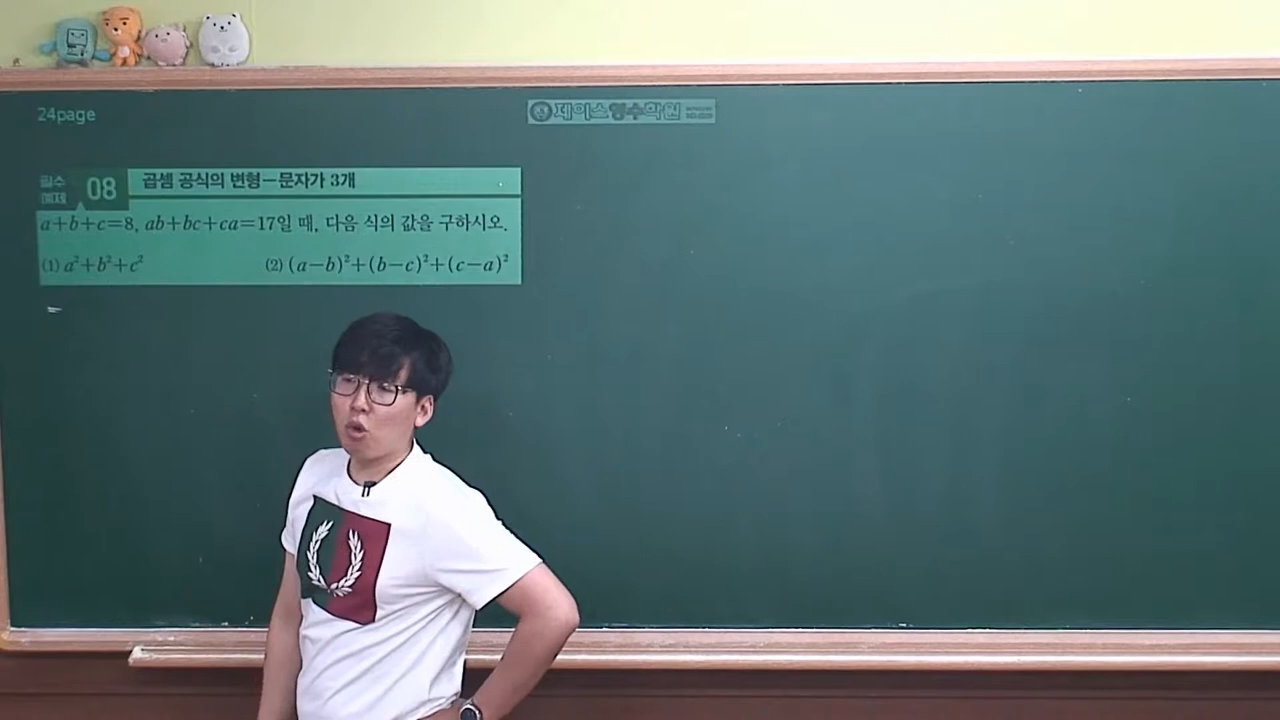 24page
제이스영수학원
필수
예제 08 곱셈 공식의 변형-문자가 3개
a+b+c=8, ab+bc+ca=17일 때, 다음 식의 값을 구하시오.
(1) a²+b²+c² (2) (a-b)²+(b-c)²+(c-a)²